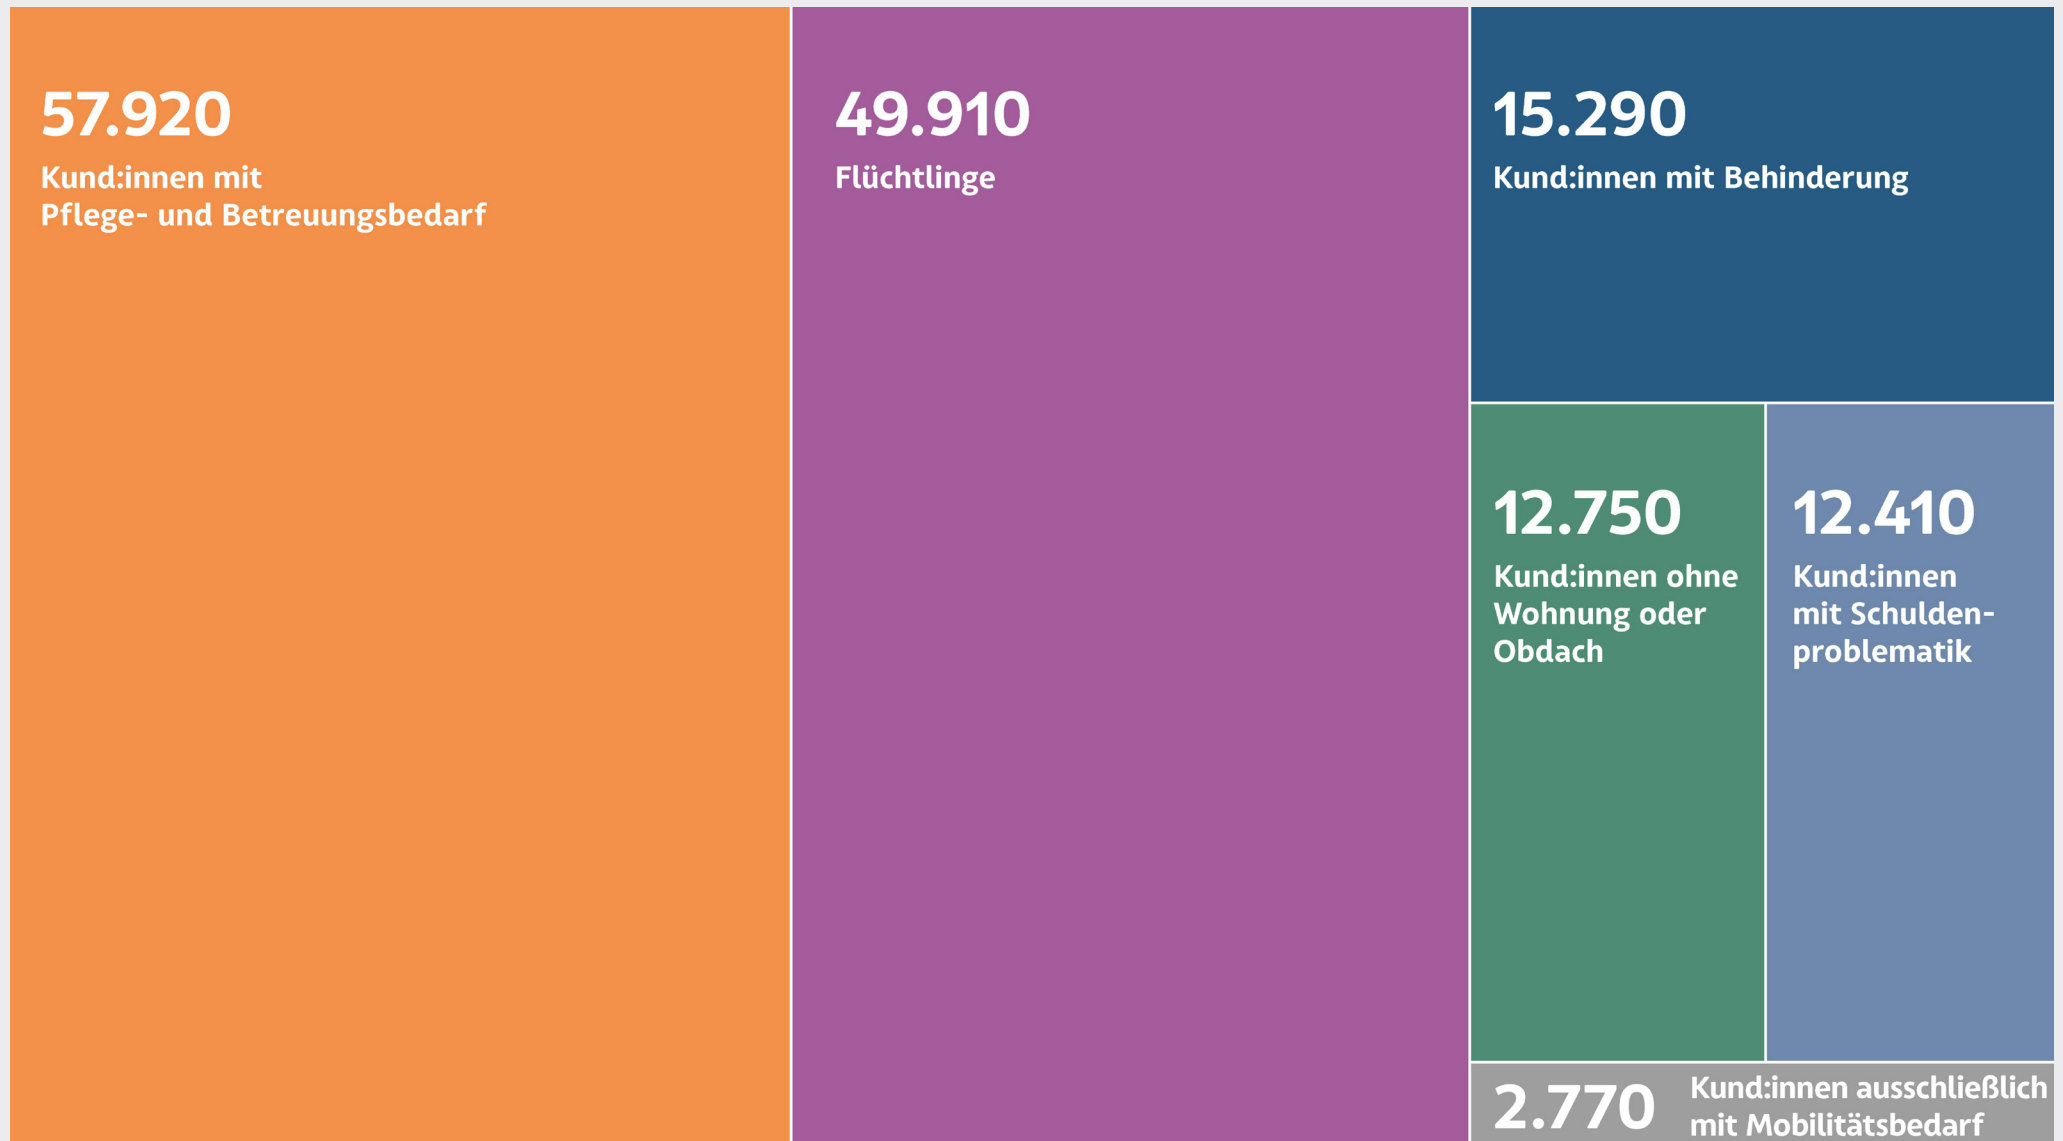 57.920
Kund:innen mit
Pflege- und Betreuungsbedarf
49.910
Flüchtlinge
15.290
Kund:innen mit Behinderung
12.750
Kund:innen ohne
Wohnung oder
Obdach
12.410
Kund:innen
mit Schulden-
problematik
2.770
Kund:innen ausschließlich
mit Mobilitätsbedarf